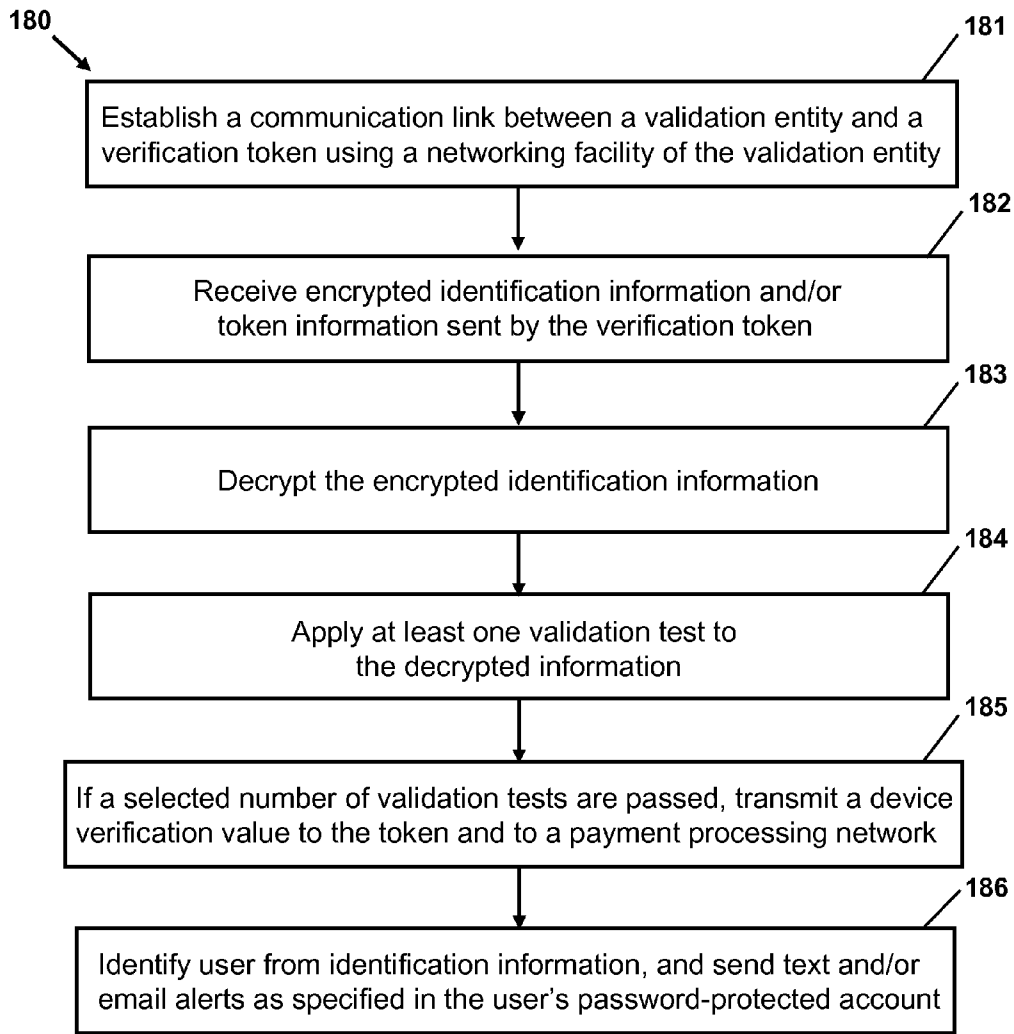 180
181
Establish a communication link between a validation entity and a
verification token using a networking facility of the validation entity
182
Receive encrypted identification information and/or
token information sent by the verification token
183
Decrypt the encrypted identification information
184
Apply at least one validation test to
the decrypted information
185
If a selected number of validation tests are passed, transmit a device
verification value to the token and to a payment processing network
186
Identify user from identification information, and send text and/or
email alerts as specified in the user's password-protected account